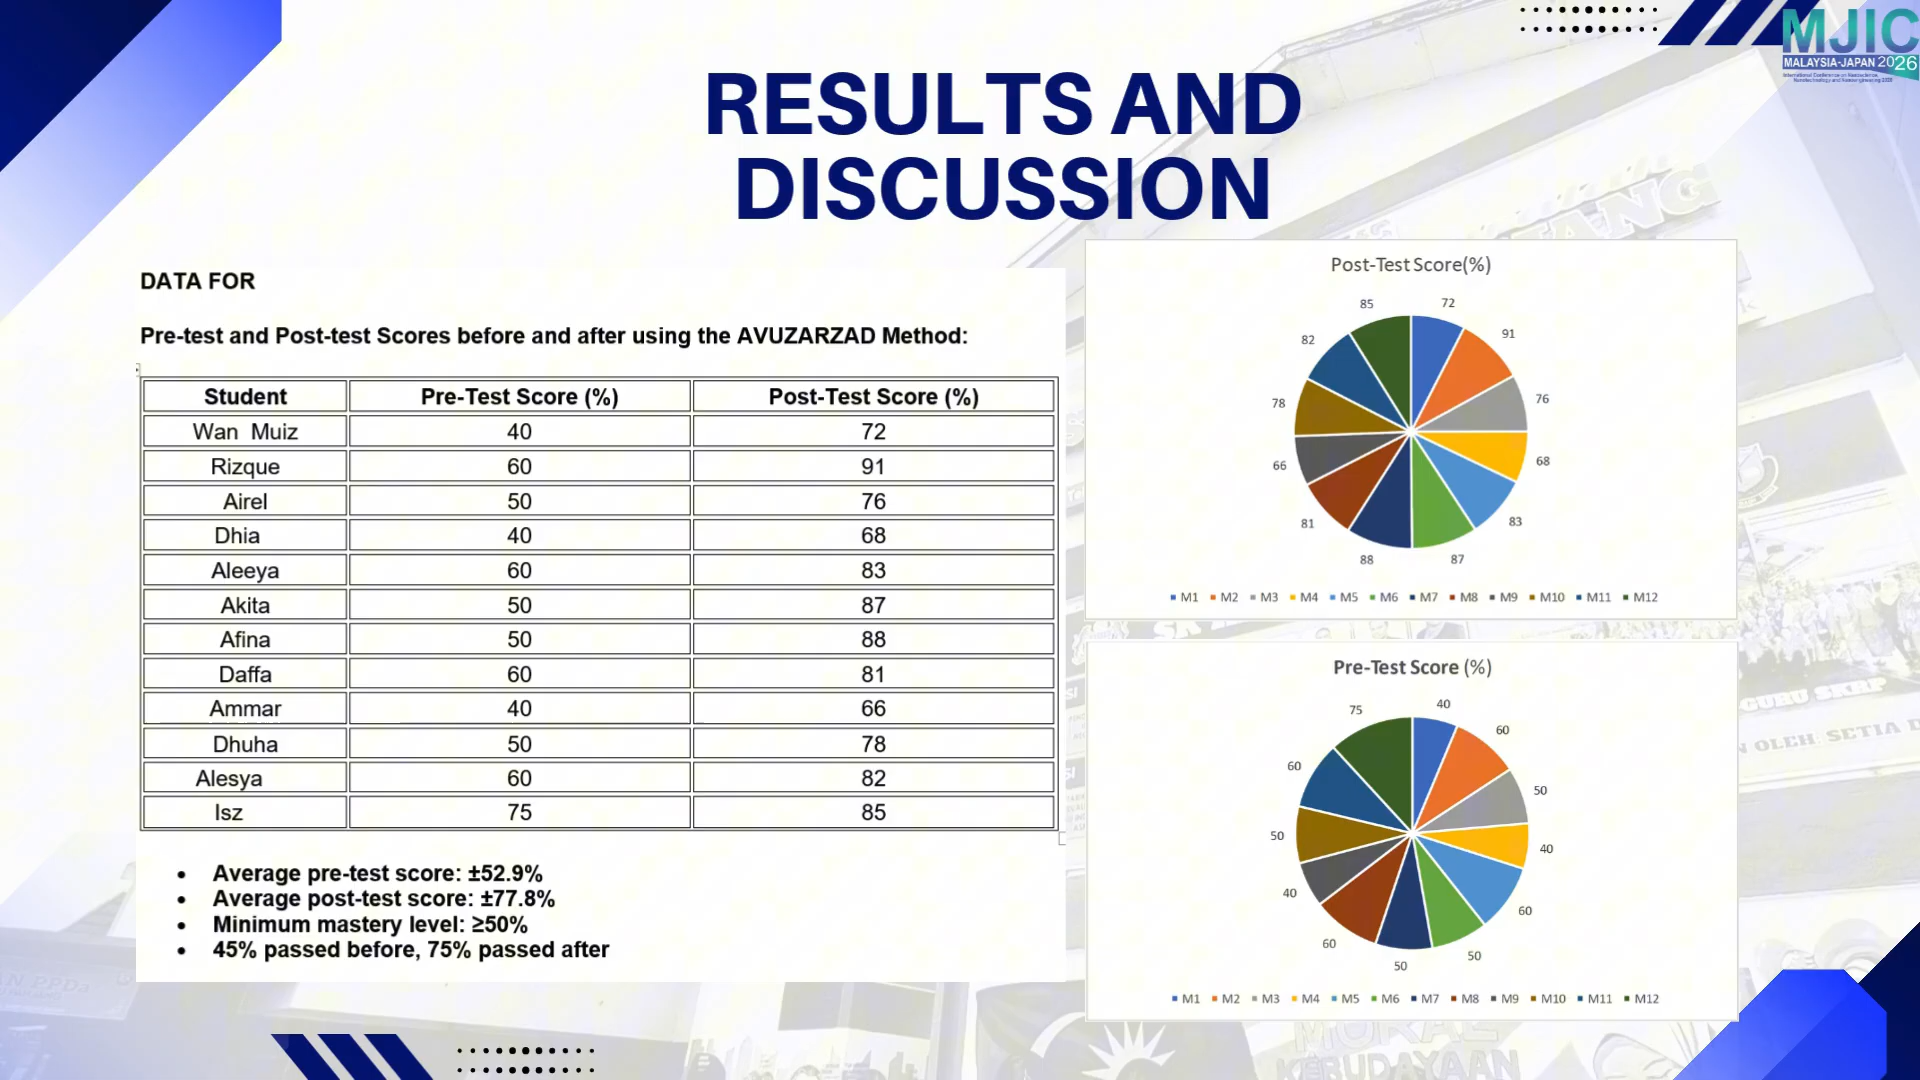 MJIC
MALAYSIA-JAPAN 2026
RESULTS AND
DISCUSSION
DATA FOR
Pre-test and Post-test Scores before and after using the AVUZARZAD Method:
Student Pre-Test Score (%) Post-Test Score (%)
Wan Muiz 40 72
Rizque 60 91
Airel 50 76
Dhia 40 68
Aleeya 60 83
Akita 50 87
Afina 50 88
Daffa 60 81
Ammar 40 66
Dhuha 50 78
Alesya 60 82
Isz 75 85
• Average pre-test score: ±52.9%
• Average post-test score: ±77.8%
• Minimum mastery level: ≥50%
• 45% passed before, 75% passed after
Post-Test Score(%)
85 72
82 91
78 76
66 68
81 83
88 87
M1 M2 M3 M4 M5 M6 M7 M8 M9 M10 M11 M12
Pre-Test Score (%)
75 40
60 60
50 50
40 40
60 60
50 50
M1 M2 M3 M4 M5 M6 M7 M8 M9 M10 M11 M12
GURU SKRP
OLEH SETIA
KEBUDAYAAN